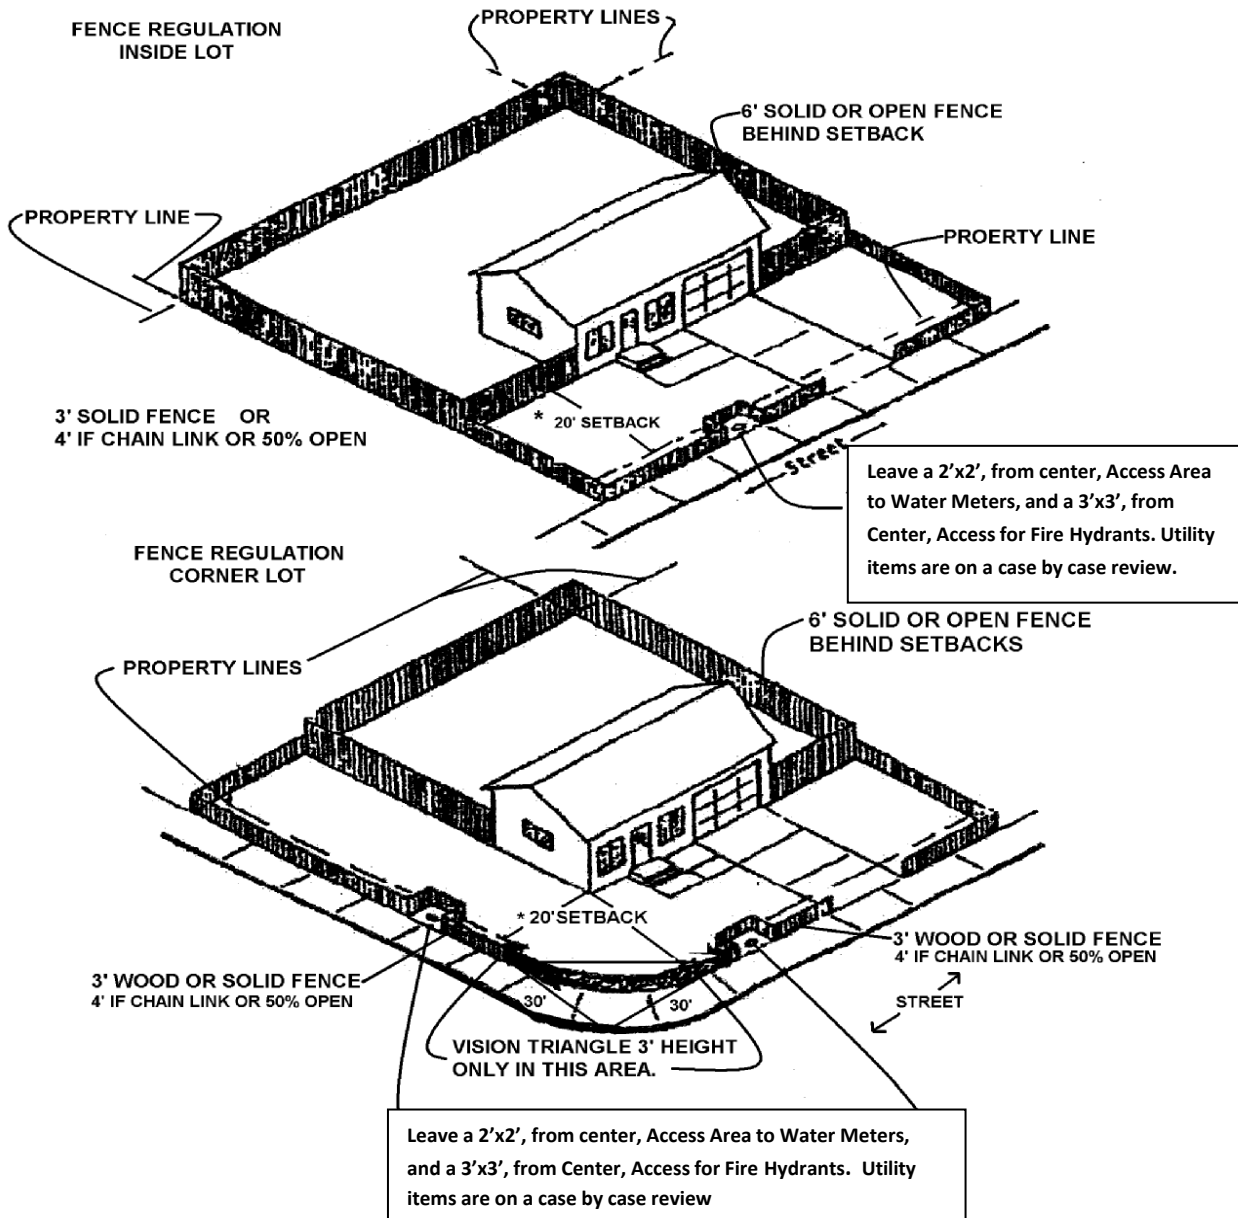 FENCE REGULATION
INSIDE LOT
PROPERTY LINES
6' SOLID OR OPEN FENCE
BEHIND SETBACK
PROPERTY LINE
PROERTY LINE
3' SOLID FENCE OR
4' IF CHAIN LINK OR 50% OPEN
* 20' SETBACK
Street
Leave a 2’x2’, from center, Access Area
to Water Meters, and a 3’x3’, from
Center, Access for Fire Hydrants. Utility
items are on a case by case review.
FENCE REGULATION
CORNER LOT
6' SOLID OR OPEN FENCE
BEHIND SETBACKS
PROPERTY LINES
* 20'SETBACK
3' WOOD OR SOLID FENCE
4' IF CHAIN LINK OR 50% OPEN
3' WOOD OR SOLID FENCE
4' IF CHAIN LINK OR 50% OPEN
STREET
30'
30'
VISION TRIANGLE 3' HEIGHT
ONLY IN THIS AREA.
Leave a 2’x2’, from center, Access Area to Water Meters,
and a 3’x3’, from Center, Access for Fire Hydrants.  Utility
items are on a case by case review